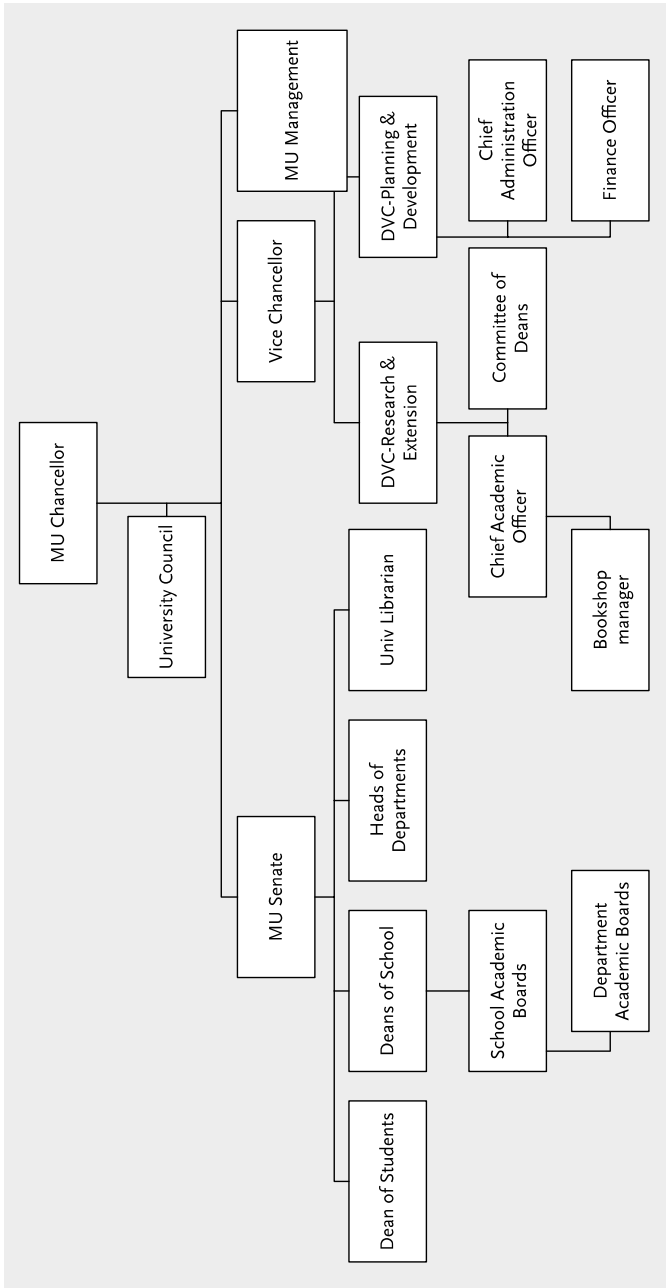 MU Chancellor
University Council
MU Senate
Vice Chancellor
MU Management
Dean of Students
Deans of School
Heads of
Departments
Univ Librarian
DVC-Research &
Extension
DVC-Planning &
Development
School Academic
Boards
Chief Academic
Officer
Committee of
Deans
Chief
Administration
Officer
Department
Academic Boards
Bookshop
manager
Finance Officer